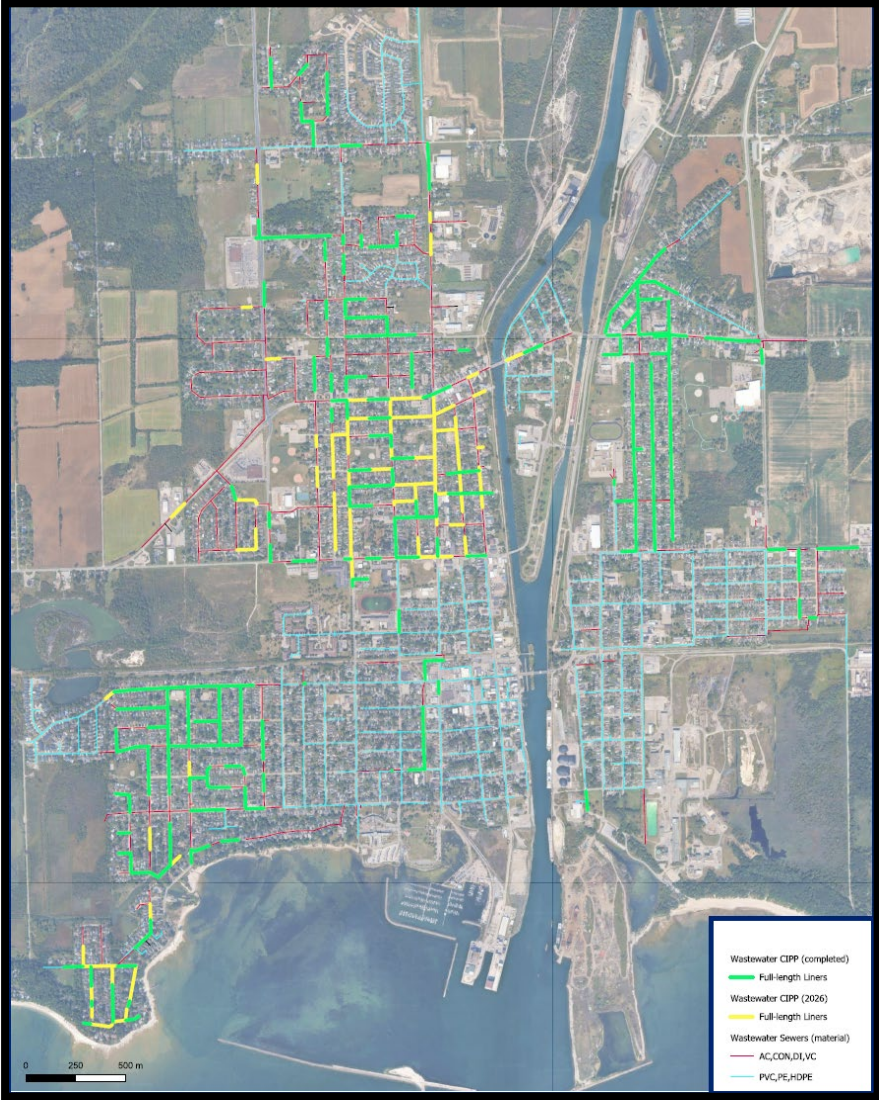 Wastewater CIPP (completed)
Full-length Liners
Wastewater CIPP (2026)
Full-length Liners
Wastewater Sewers (material)
AC,CON,DI,VC
PVC,PE,HDPE
0 250 500 m